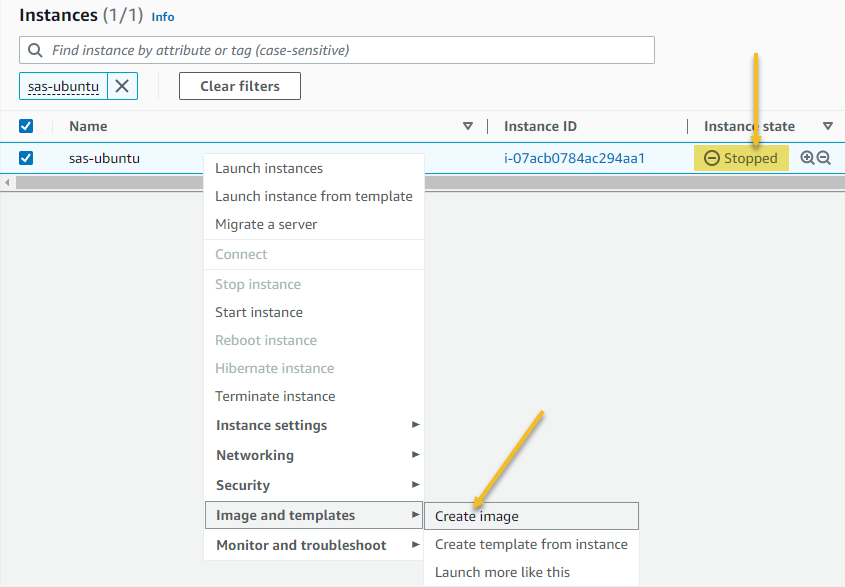 Instances (1/1) Info
Find instance by attribute or tag (case-sensitive)
sas-ubuntu
Clear filters
Name Instance ID Instance state
sas-ubuntu i-07acb0784ac294aa1 Stopped
Launch instances
Launch instance from template
Migrate a server
Connect
Stop instance
Start instance
Reboot instance
Hibernate instance
Terminate instance
Instance settings
Networking
Security
Image and templates
Monitor and troubleshoot
Create image
Create template from instance
Launch more like this